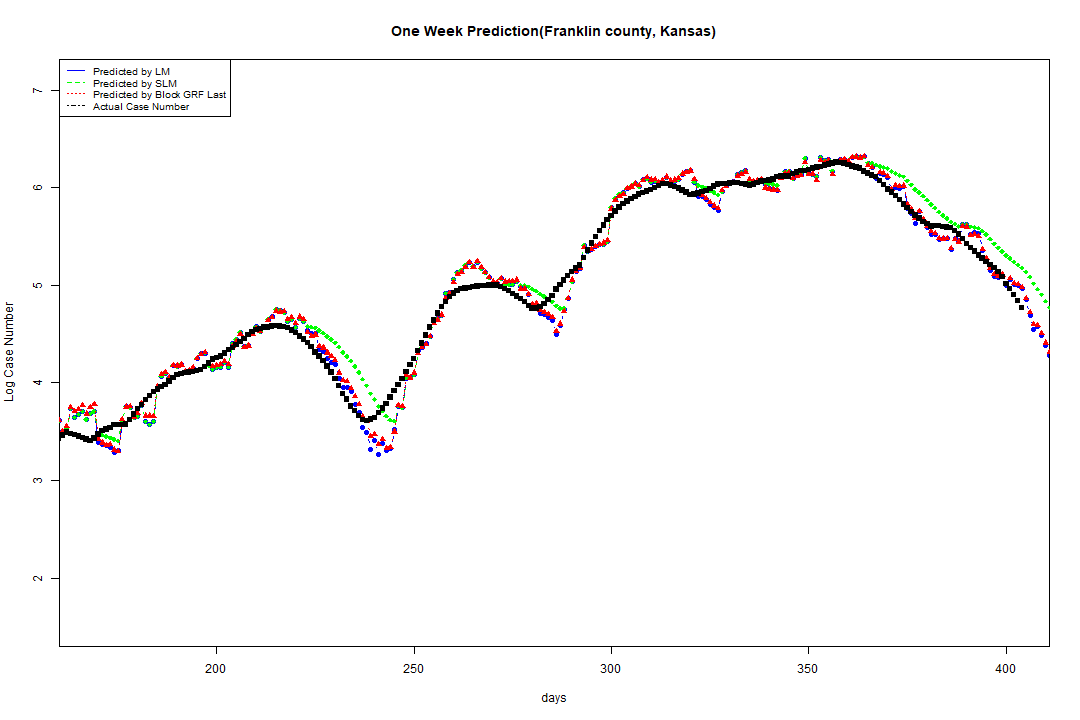 One Week Prediction(Franklin county, Kansas)
Predicted by LM
Predicted by SLM
Predicted by Block GRF Last
Actual Case Number
7
6
5
4
3
2
Log Case Number
200 250 300 350 400
days